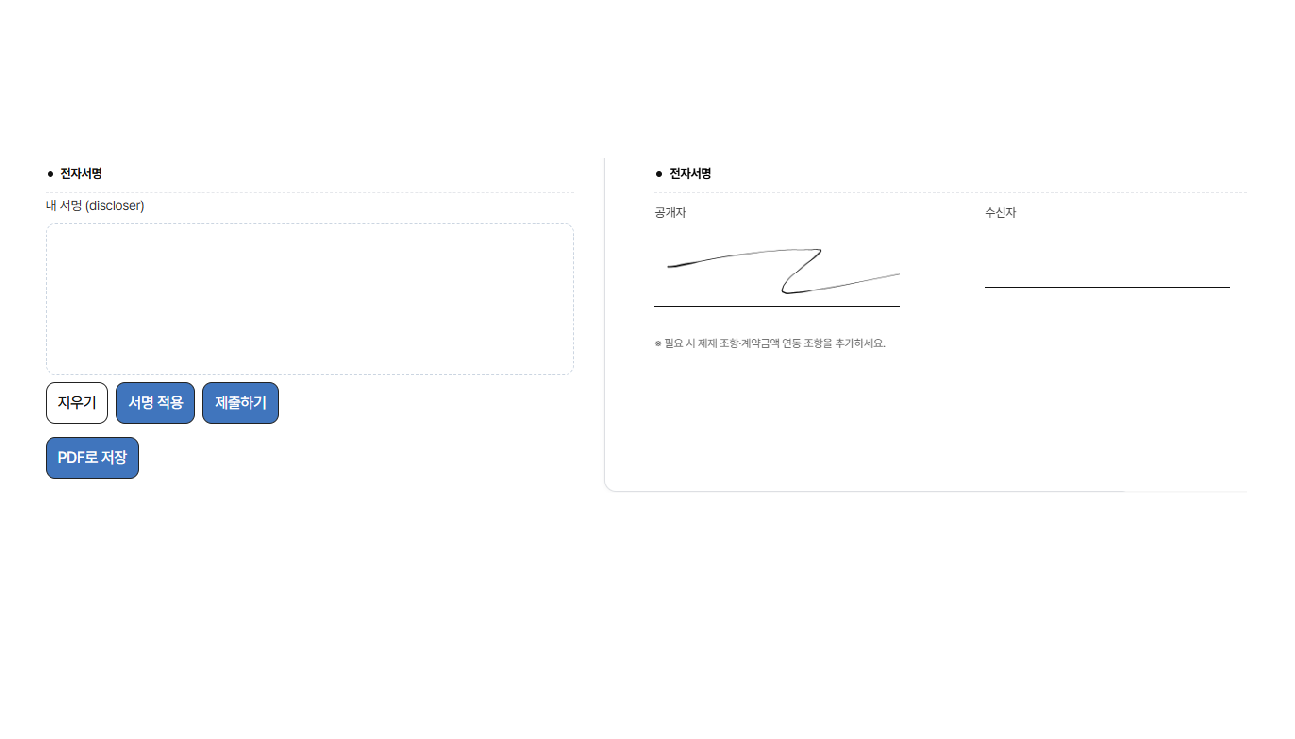 ● 전자서명
내 서명 (discloser)
지우기 서명 적용 제출하기
PDF로 저장
● 전자서명
공개자 수신자
※ 필요 시 제재 조항·계약금액 연동 조항을 추가하세요.